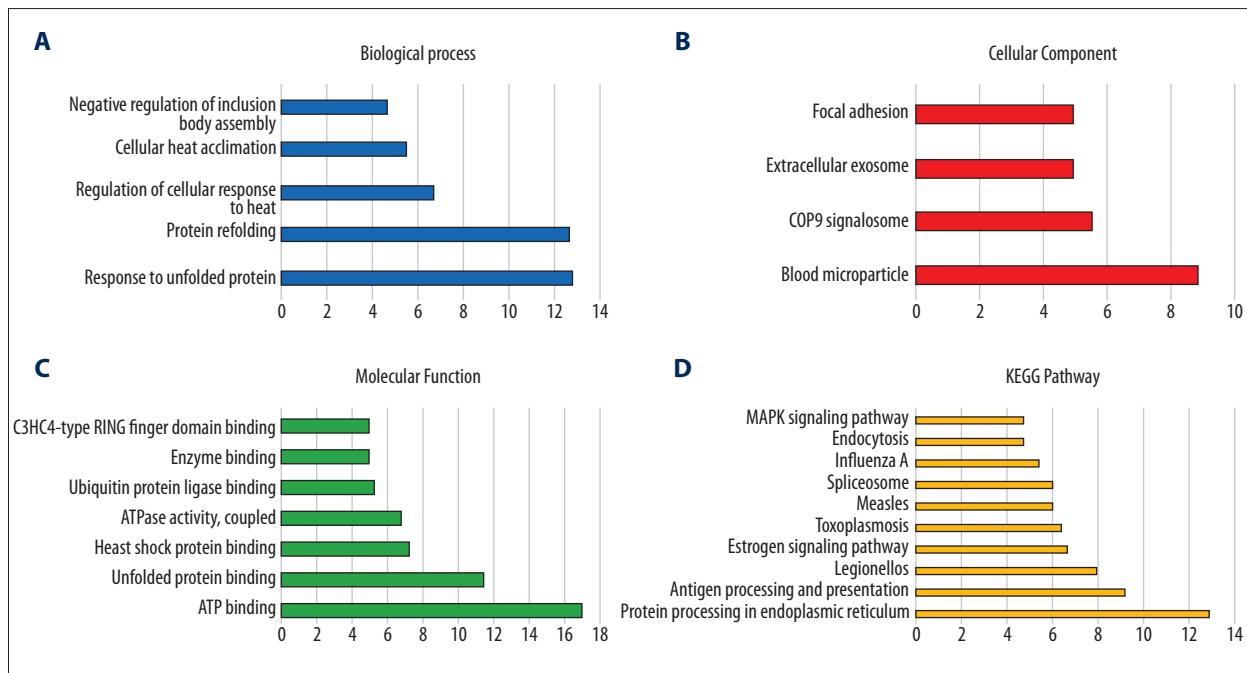 A
Biological process
Negative regulation of inclusion
body assembly
Cellular heat acclimation
Regulation of cellular response
to heat
Protein refolding
Response to unfolded protein
0 2 4 6 8 10 12 14
B
Cellular Component
Focal adhesion
Extracellular exosome
COP9 signalosome
Blood microparticle
0 2 4 6 8 10
C
Molecular Function
C3HC4-type RING finger domain binding
Enzyme binding
Ubiquitin protein ligase binding
ATPase activity, coupled
Heast shock protein binding
Unfolded protein binding
ATP binding
0 2 4 6 8 10 12 14 16 18
D
KEGG Pathway
MAPK signaling pathway
Endocytosis
Influenza A
Spliceosome
Measles
Toxoplasmosis
Estrogen signaling pathway
Legionellos
Antigen processing and presentation
Protein processing in endoplasmic reticulum
0 2 4 6 8 10 12 14